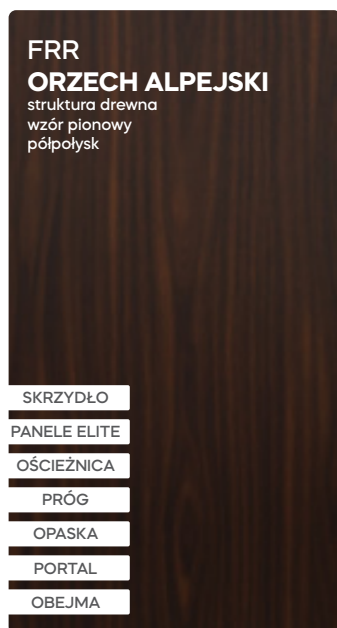 FRR
ORZECH ALPEJSKI
struktura drewna
wzór pionowy
półpołysk
SKRZYDŁO
PANELE ELITE
OŚCIEŻNICA
PRÓG
OPASKA
PORTAL
OBEJMA